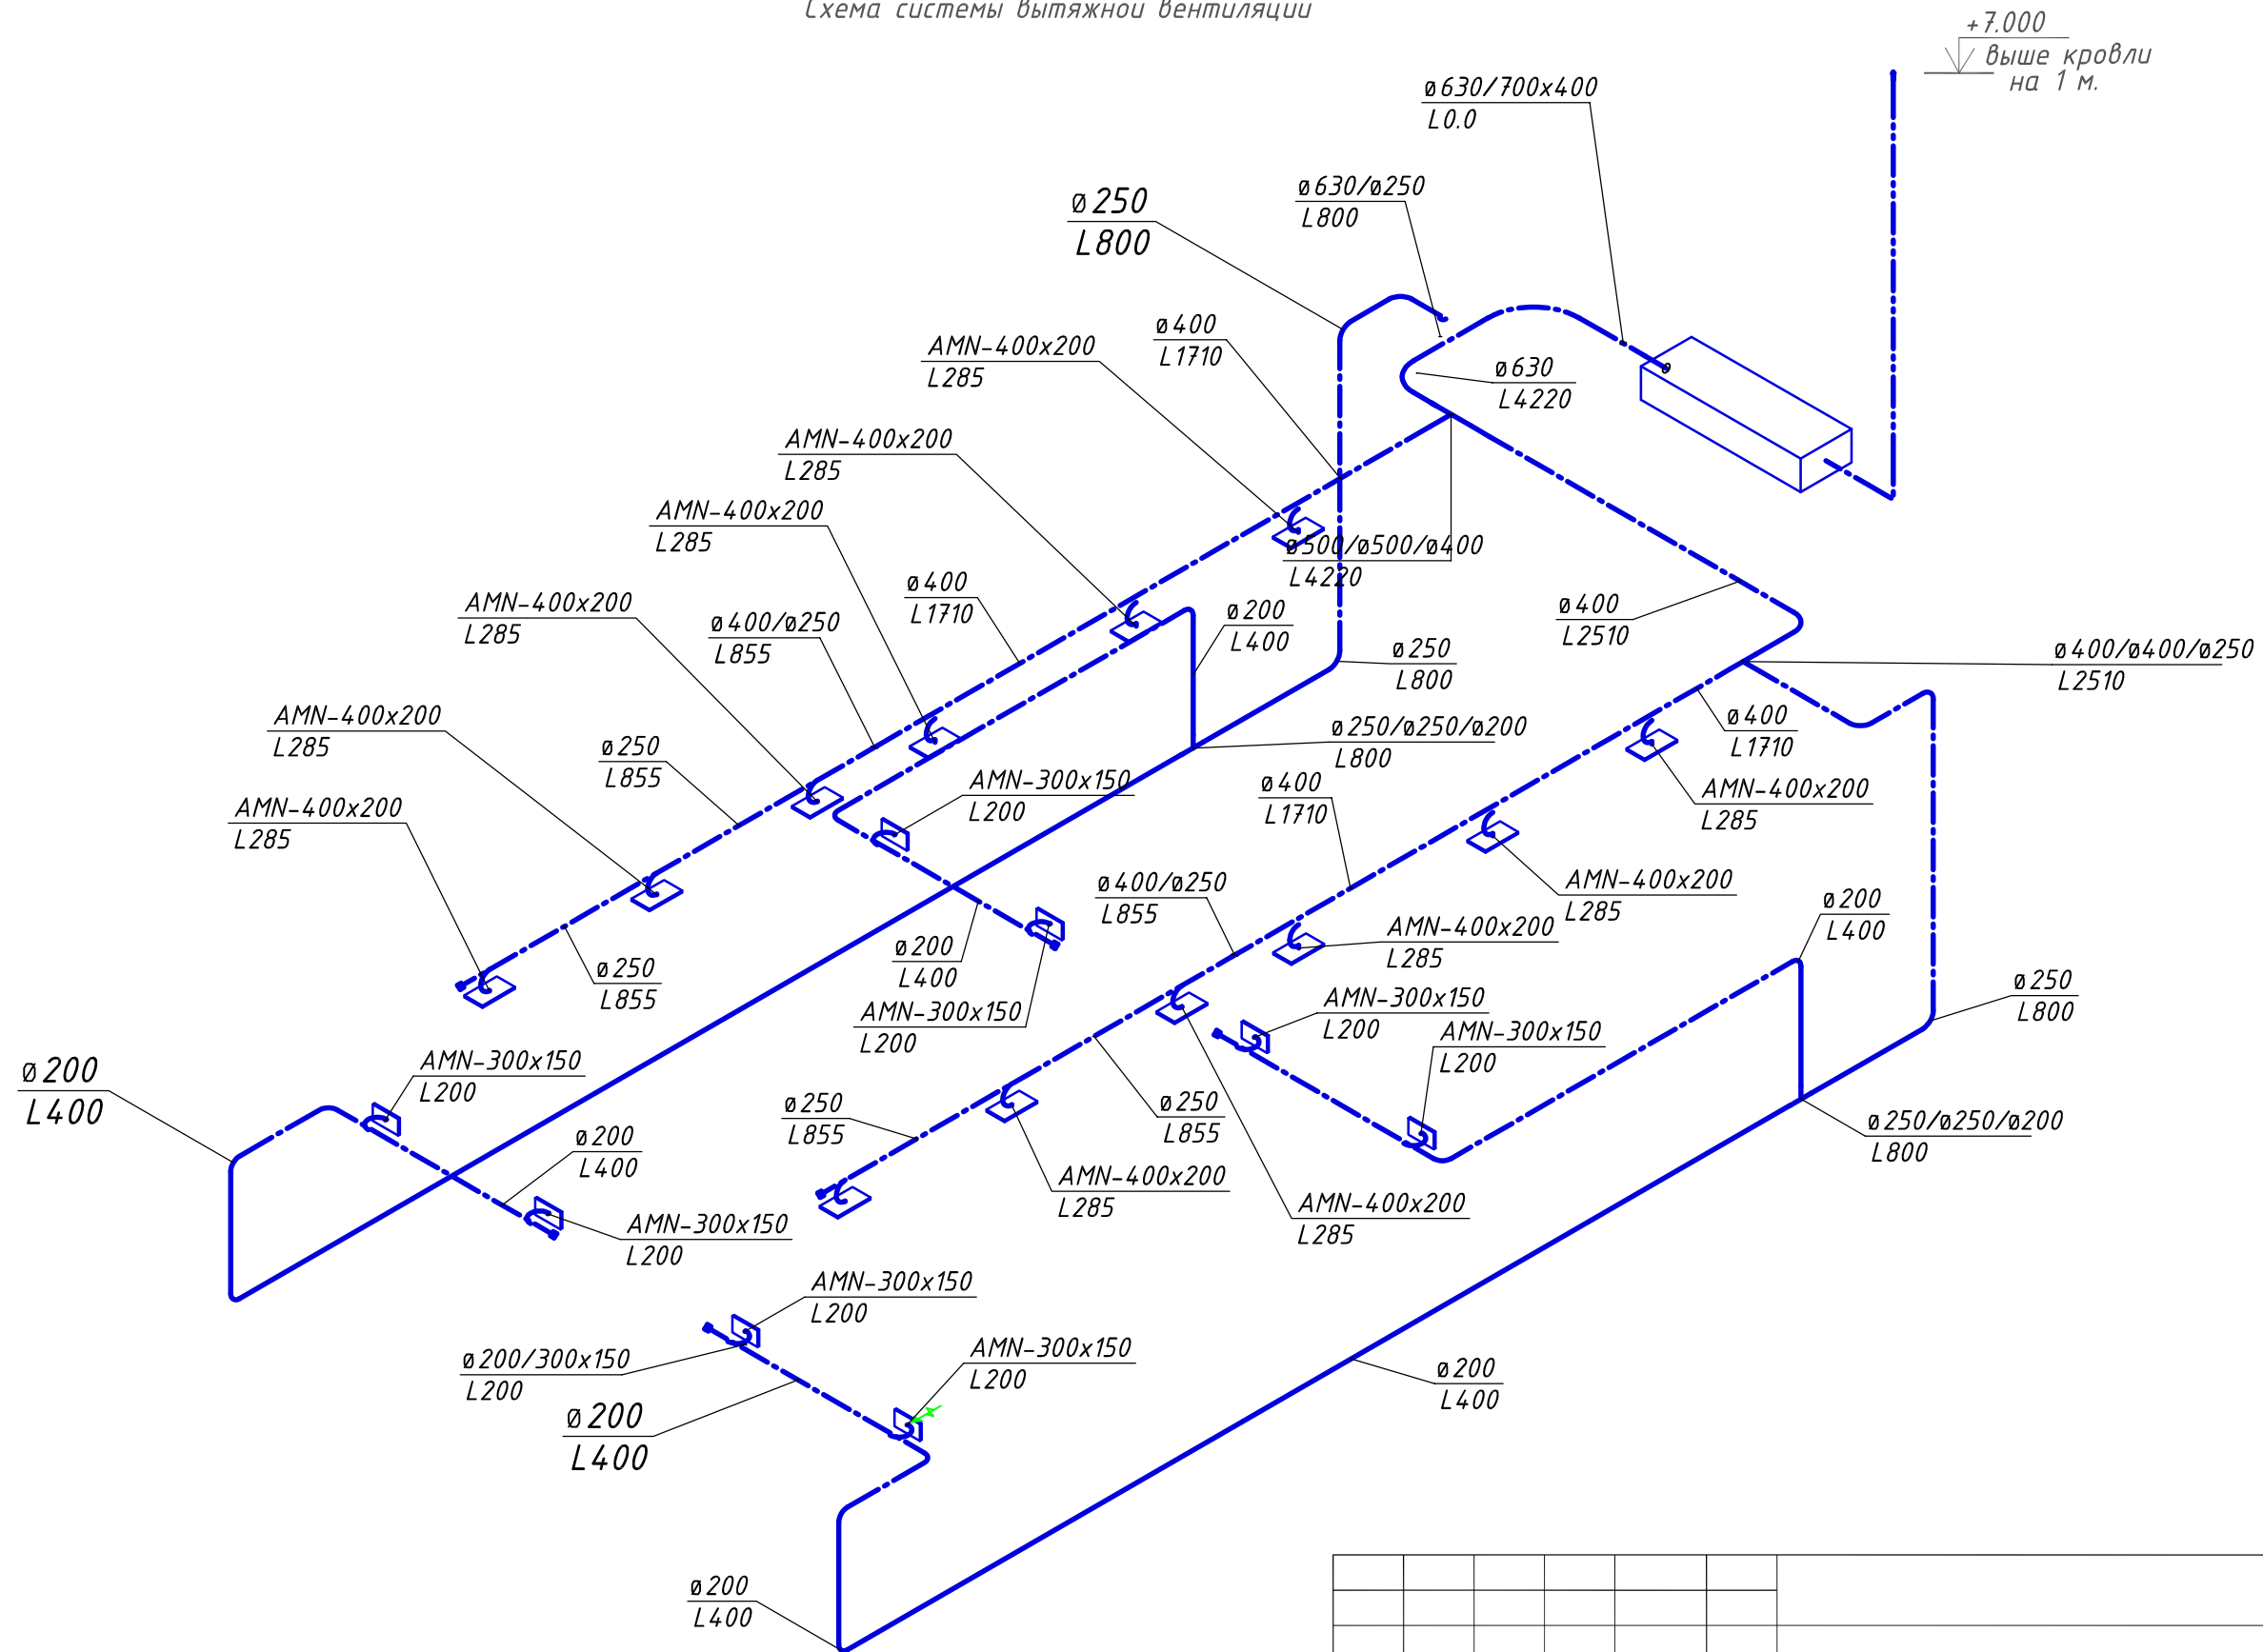 Схема системы вытяжной вентиляции
+7.000
выше кровли
на 1 м.
ø630/700x400
L0.0
ø630/ø250
L800
ø250
L800
ø400
L1710
AMN-400x200
L285
ø630
L4220
AMN-400x200
L285
AMN-400x200
L285
ø500/ø500/ø400
L4220
ø400
L1710
AMN-400x200
L285
ø400/ø250
L855
ø200
L400
ø400
L2510
ø250
L800
ø400/ø400/ø250
L2510
AMN-400x200
L285
ø250
L855
ø250/ø250/ø200
L800
ø400
L1710
AMN-300x150
L200
ø400
L1710
AMN-400x200
L285
AMN-400x200
L285
ø400/ø250
L855
AMN-400x200
L285
ø200
L400
ø200
L400
AMN-400x200
L285
ø250
L855
ø250
L800
AMN-300x150
L200
AMN-300x150
L200
AMN-300x150
L200
ø200
L400
AMN-300x150
L200
ø250
L855
ø250
L855
ø250/ø250/ø200
L800
ø200
L400
AMN-400x200
L285
AMN-400x200
L285
AMN-300x150
L200
AMN-300x150
L200
AMN-300x150
L200
ø200/300x150
L200
ø200
L400
ø200
L400
ø200
L400